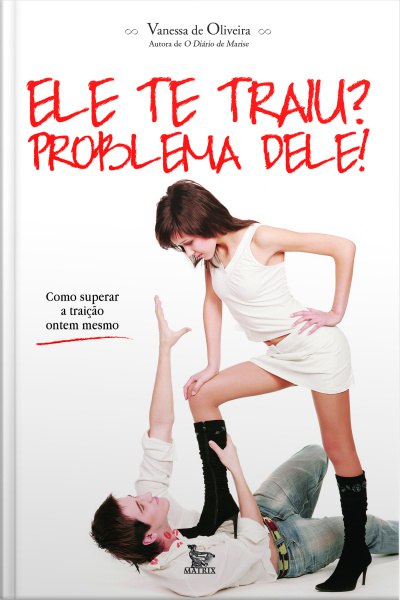 Vanessa de Oliveira
Autora de O Diário de Marise
ELE TE TRAIU?
PROBLEMA DELE!
Como superar
a traição
ontem mesmo
MATRIX